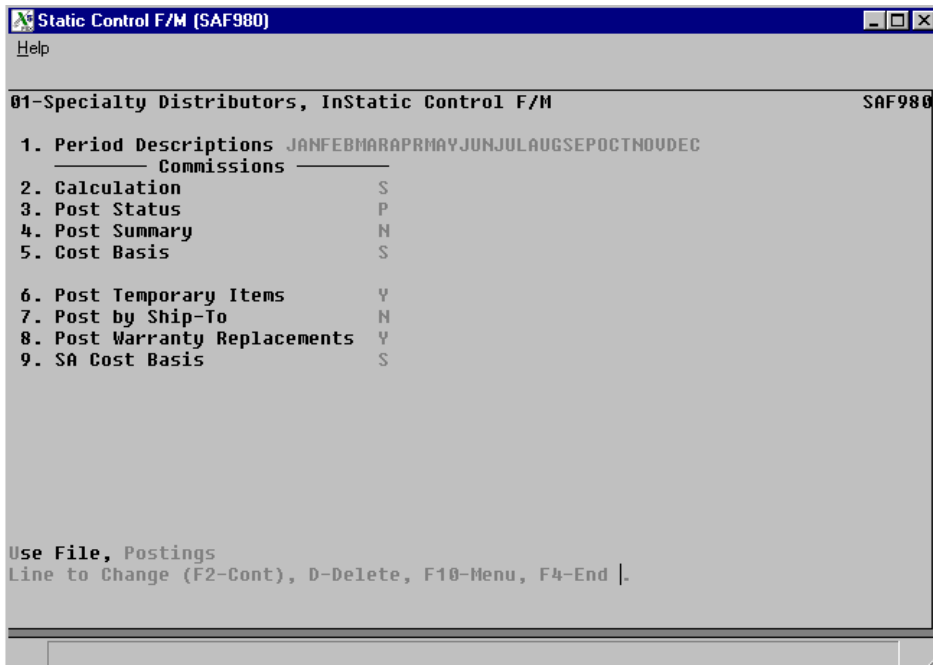 Static Control F/M (SAF980)
Help
01-Specialty Distributors, InStatic Control F/M SAF980
1. Period Descriptions JANFEBMARAPRMAYJUNJULAUGSEPOCTNOVDEC
Commissions
2. Calculation S
3. Post Status P
4. Post Summary N
5. Cost Basis S
6. Post Temporary Items Y
7. Post by Ship-To N
8. Post Warranty Replacements Y
9. SA Cost Basis S
Use File, Postings
Line to Change (F2-Cont), D-Delete, F10-Menu, F4-End .